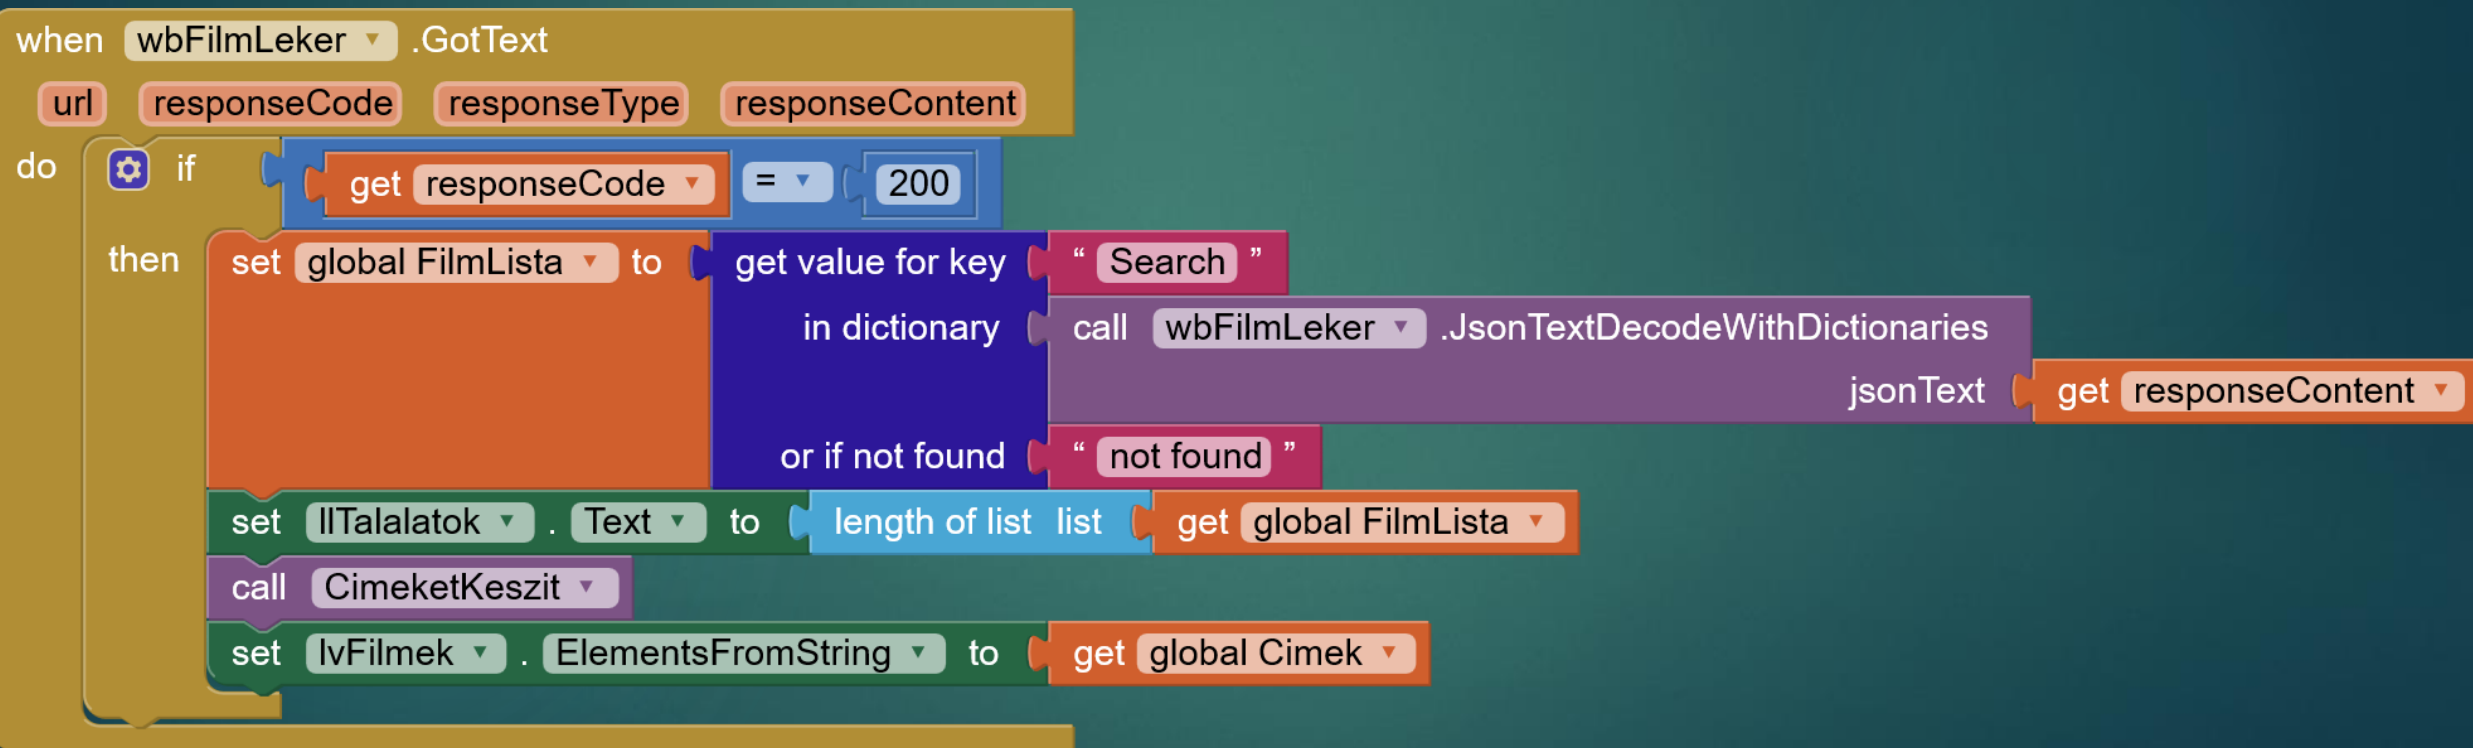 when wbFilmLeker .GotText
url responseCode responseType responseContent
do if get responseCode = 200
then set global FilmLista to get value for key “ Search ”
in dictionary call wbFilmLeker .JsonTextDecodeWithDictionaries
jsonText get responseContent
or if not found “ not found ”
set llTalalatok . Text to length of list list get global FilmLista
call CimeketKeszit
set lvFilmek . ElementsFromString to get global Cimek